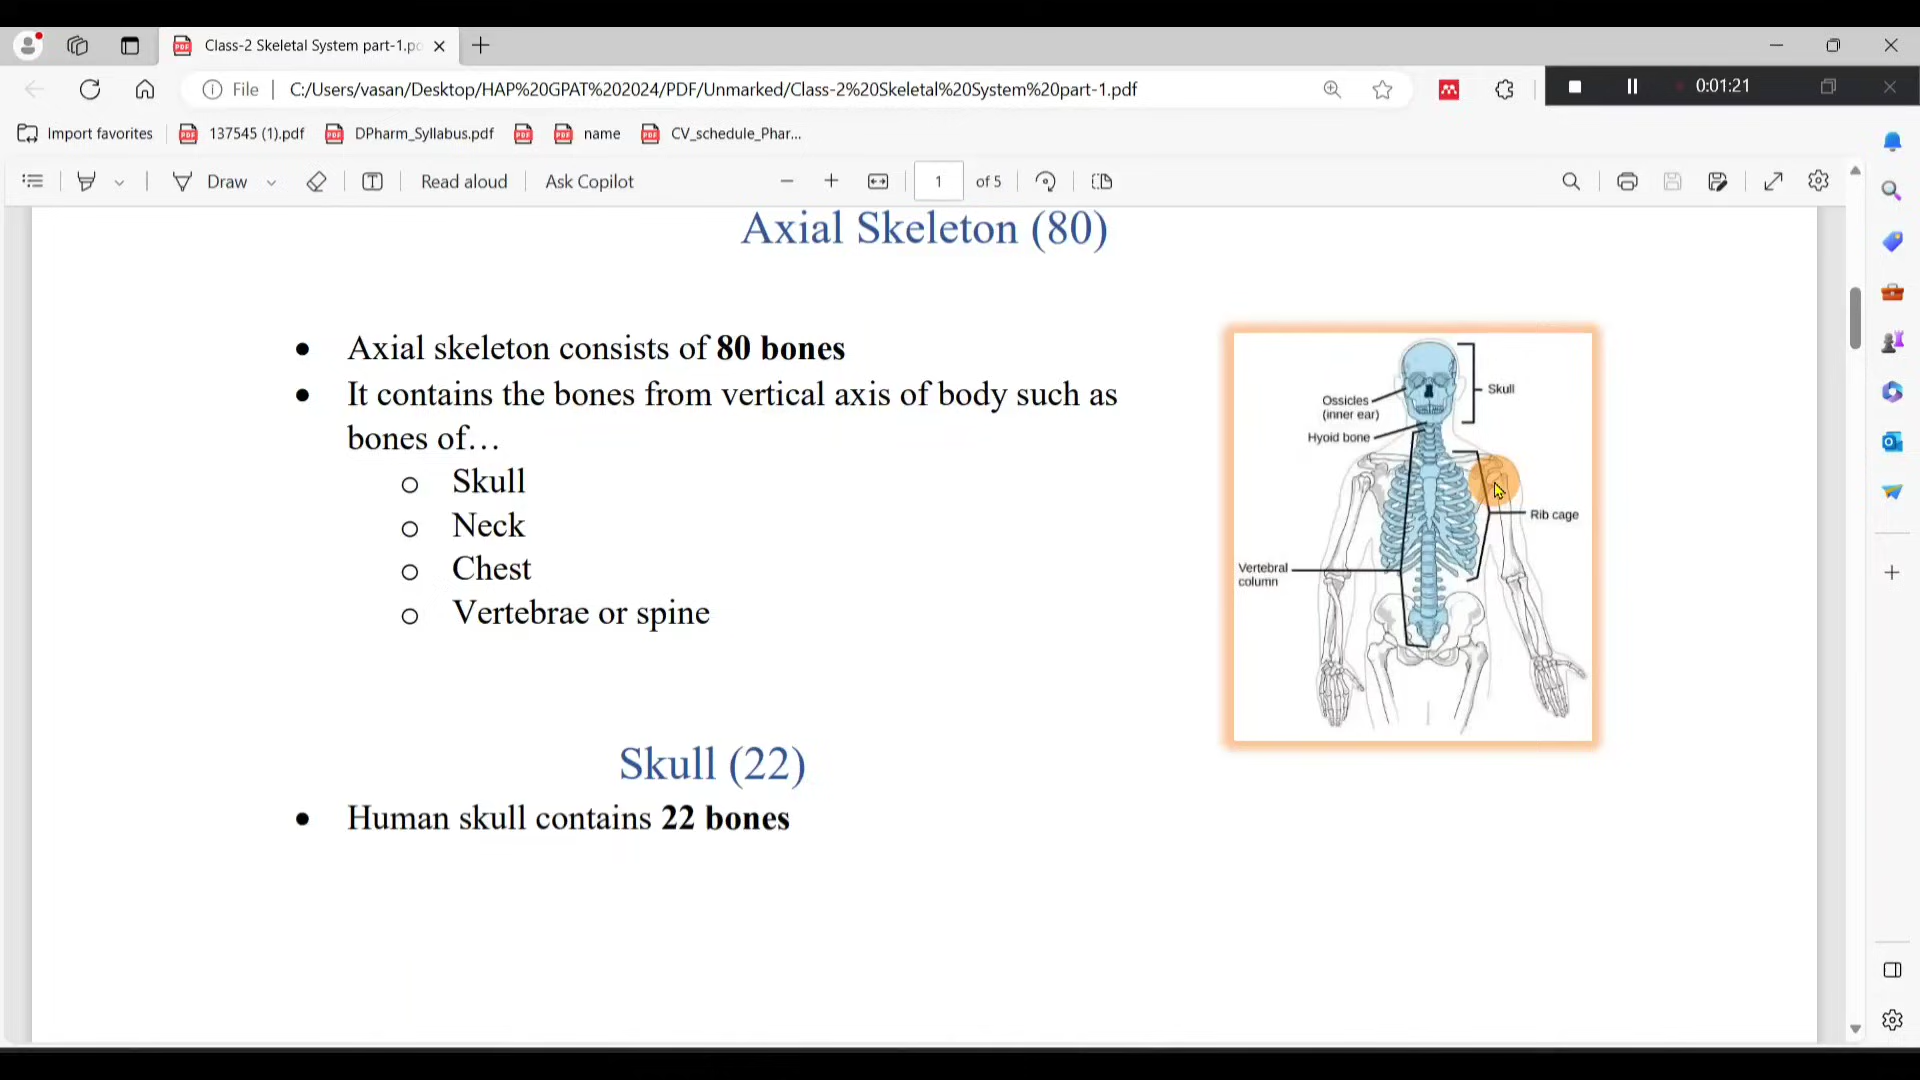 Class-2 Skeletal System part-1.pc
File
C:/Users/vasan/Desktop/HAP%20GPAT%202024/PDF/Unmarked/Class-2%20Skeletal%20System%20part-1.pdf
0:01:21
Import favorites
137545 (1).pdf
DPharm_Syllabus.pdf
name
CV_schedule_Phar...
Draw
Read aloud
Ask Copilot
1
of 5
Axial Skeleton (80)
• Axial skeleton consists of 80 bones
• It contains the bones from vertical axis of body such as
bones of...
o Skull
o Neck
o Chest
o Vertebrae or spine
Skull
Ossicles
(inner ear)
Hyoid bone
Rib cage
Vertebral
column
Skull (22)
• Human skull contains 22 bones